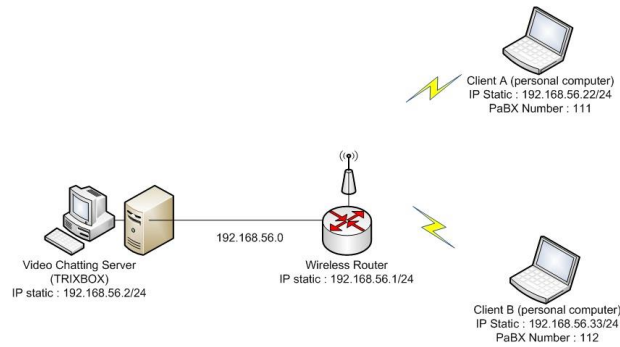 Client A (personal computer)
IP Static : 192.168.56.22/24
PaBX Number : 111
192.168.56.0
Video Chatting Server
(TRIXBOX)
IP static : 192.168.56.2/24
Wireless Router
IP static : 192.168.56.1/24
Client B (personal computer)
IP Static : 192.168.56.33/24
PaBX Number : 112